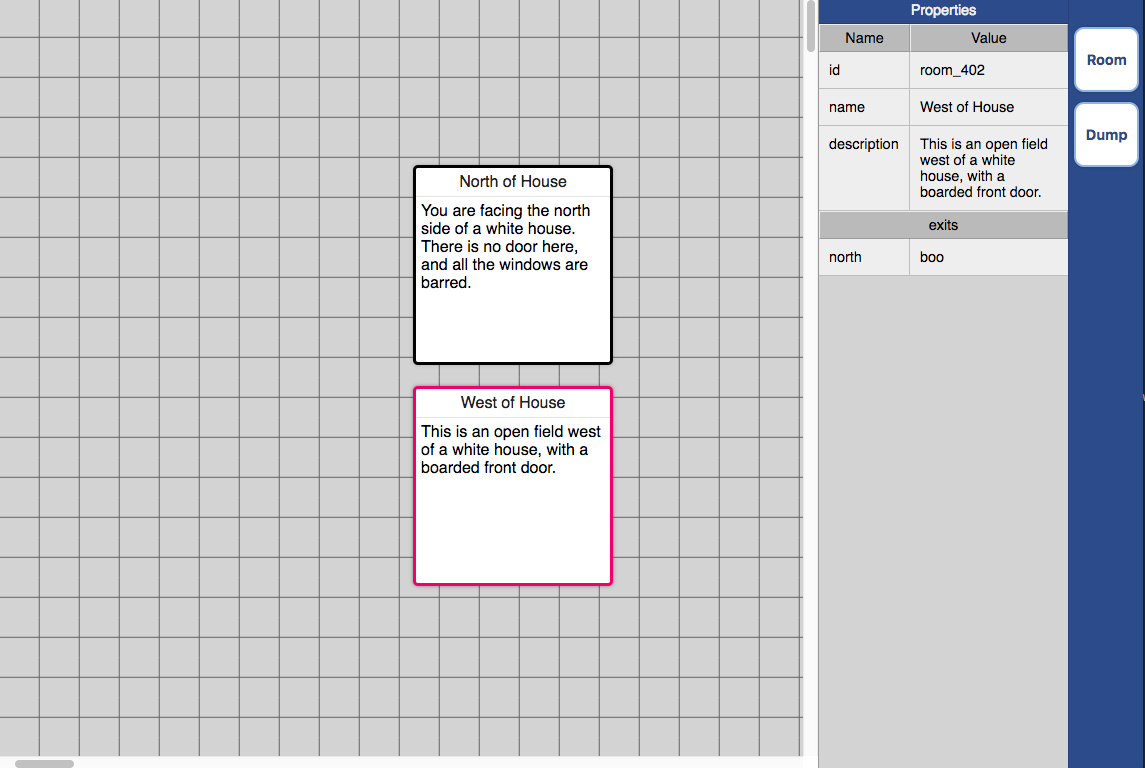 North of House
You are facing the north
side of a white house.
There is no door here,
and all the windows are
barred.
West of House
This is an open field west
of a white house, with a
boarded front door.
Properties
Name Value
id room_402
name West of House
description This is an open field
west of a white
house, with a
boarded front door.
exits
north boo
Room
Dump